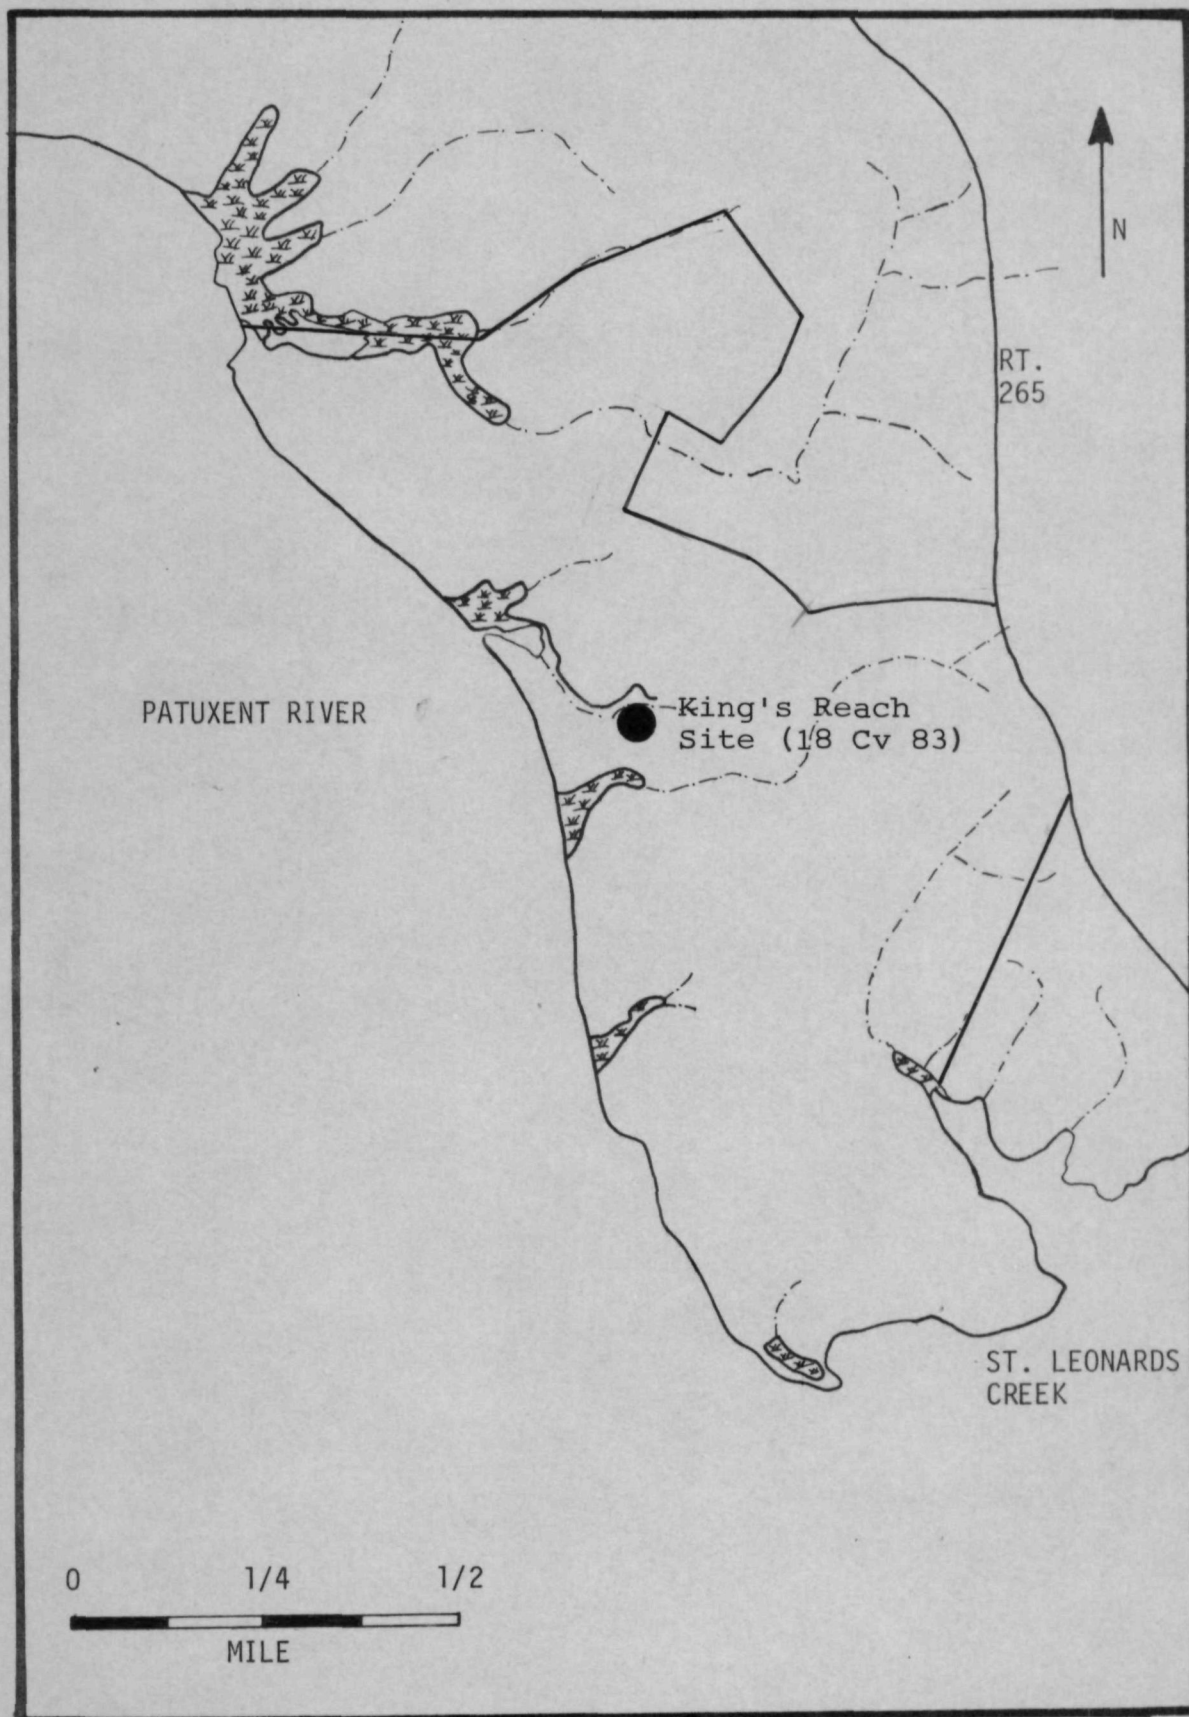 N
RT.
265
PATUXENT RIVER
King's Reach
Site (18 Cv 83)
ST. LEONARDS
CREEK
0 1/4 1/2
MILE